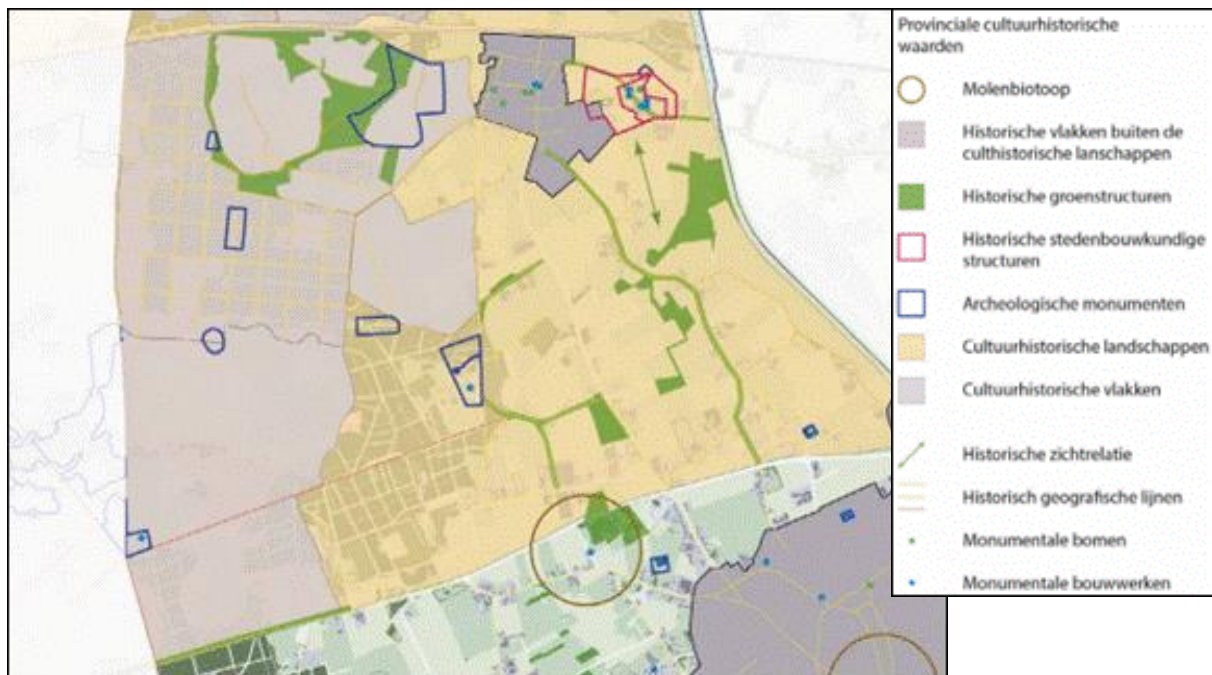 Provinciale cultuurhistorische
waarden
Molenbiotoop
Historische vlakken buiten de
culthistorische lanschappen
Historische groenstructuren
Historische stedenbouwkundige
structuren
Archeologische monumenten
Cultuurhistorische landschappen
Cultuurhistorische vlakken
Historische zichtrelatie
Historisch geografische lijnen
Monumentale bomen
Monumentale bouwwerken